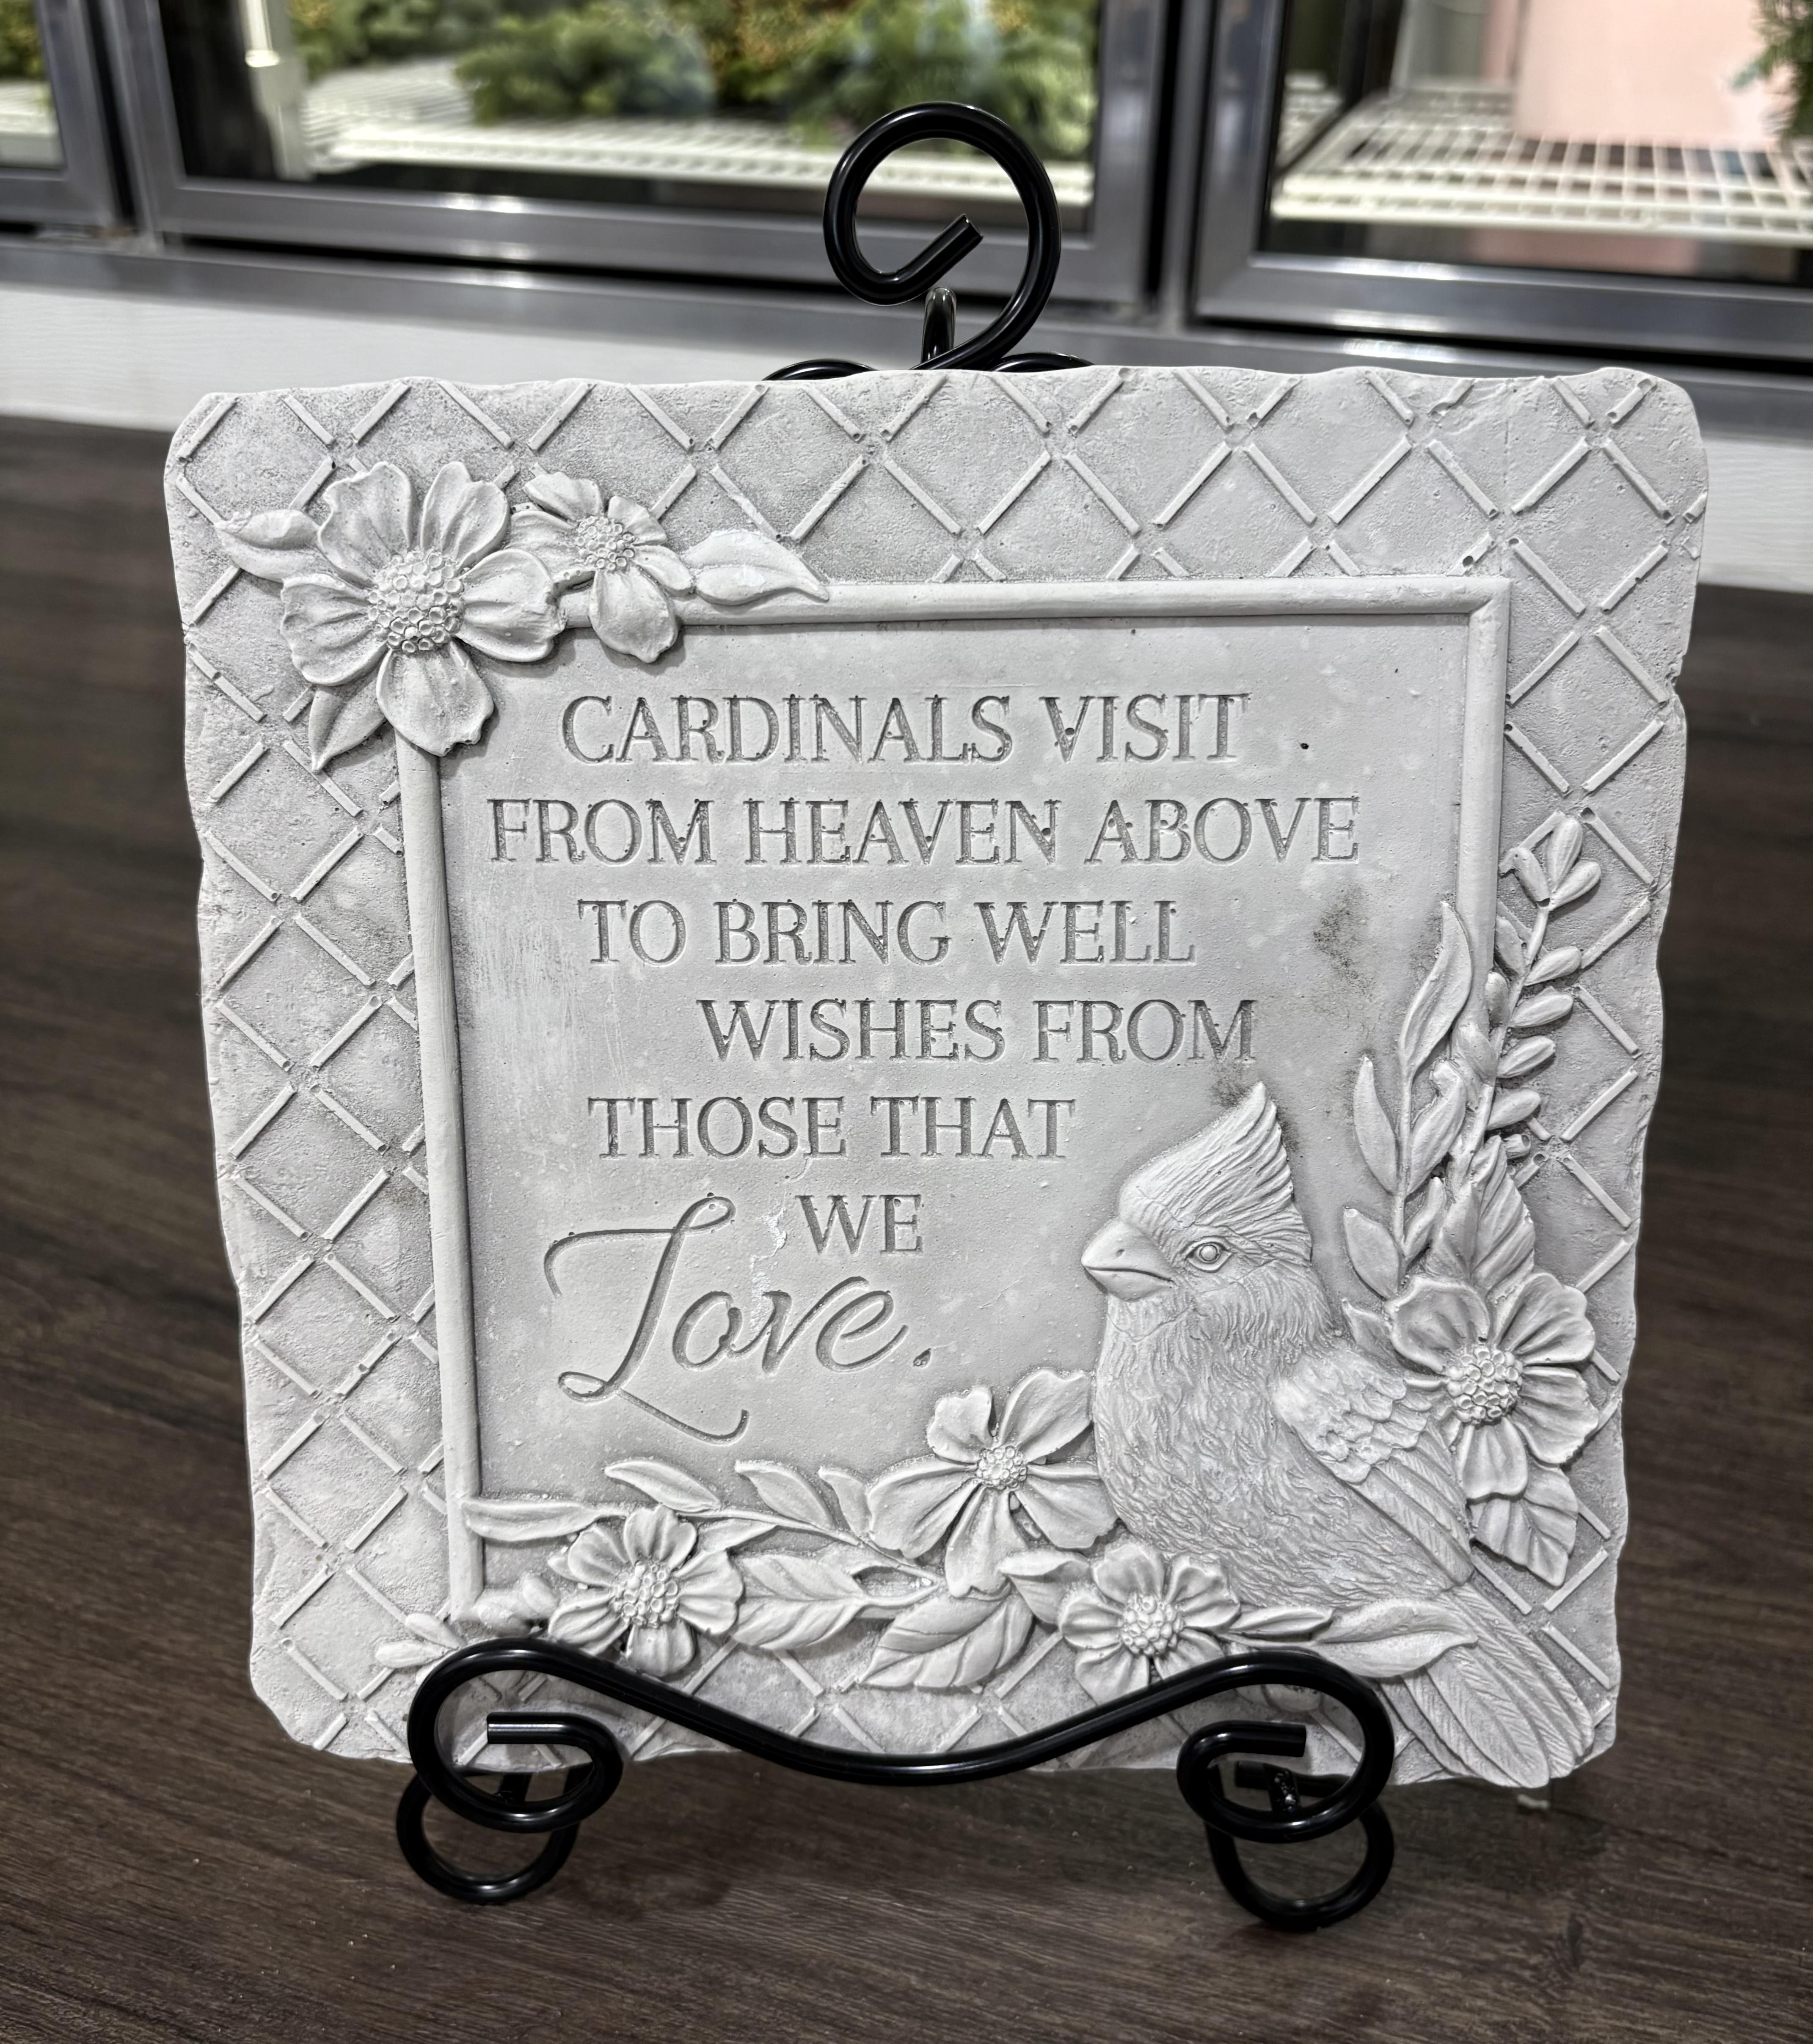 CARDINALS VISIT
FROM HEAVEN ABOVE
TO BRING WELL
WISHES FROM
THOSE THAT
WE
Love.